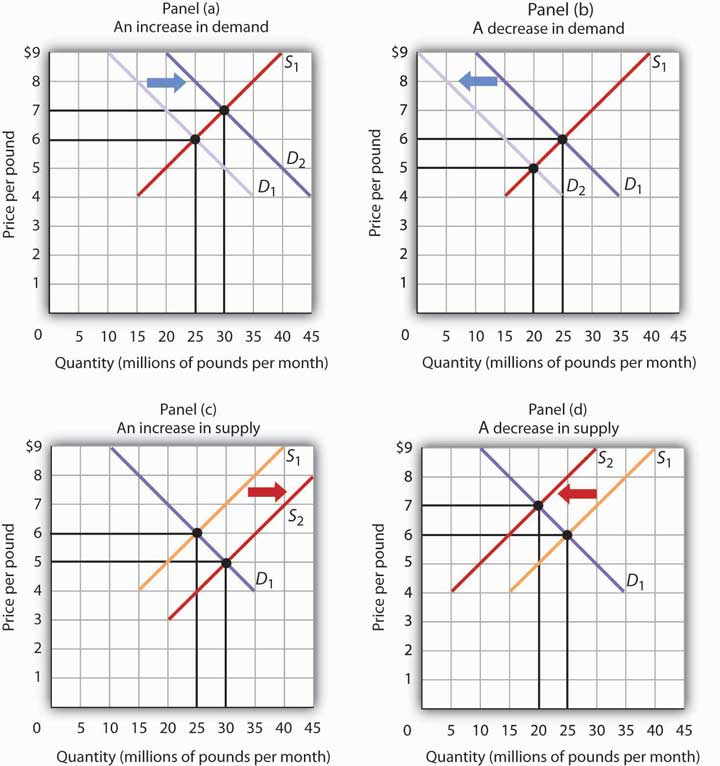 Panel (a)
An increase in demand
$9
8
7
6
5
4
3
2
1
0
5 10 15 20 25 30 35 40 45
Price per pound
Quantity (millions of pounds per month)
S1
D2
D1
Panel (b)
A decrease in demand
$9
8
7
6
5
4
3
2
1
0
5 10 15 20 25 30 35 40 45
Price per pound
Quantity (millions of pounds per month)
S1
D2
D1
Panel (c)
An increase in supply
$9
8
7
6
5
4
3
2
1
0
5 10 15 20 25 30 35 40 45
Price per pound
Quantity (millions of pounds per month)
S1
S2
D1
Panel (d)
A decrease in supply
$9
8
7
6
5
4
3
2
1
0
5 10 15 20 25 30 35 40 45
Price per pound
Quantity (millions of pounds per month)
S2
S1
D1